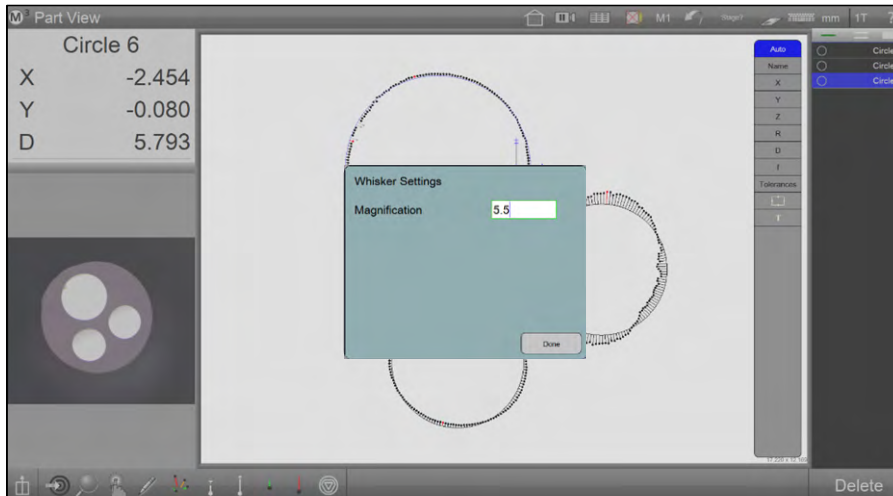 M Part View
M1
Stage1
mm
1T
Circle 6
X -2.454
Y -0.080
D 5.793
Whisker Settings
Magnification 5.5
Done
Auto
Name
X
Y
Z
R
D
Tolerances
T
Circle
Circle
Circle
Delete